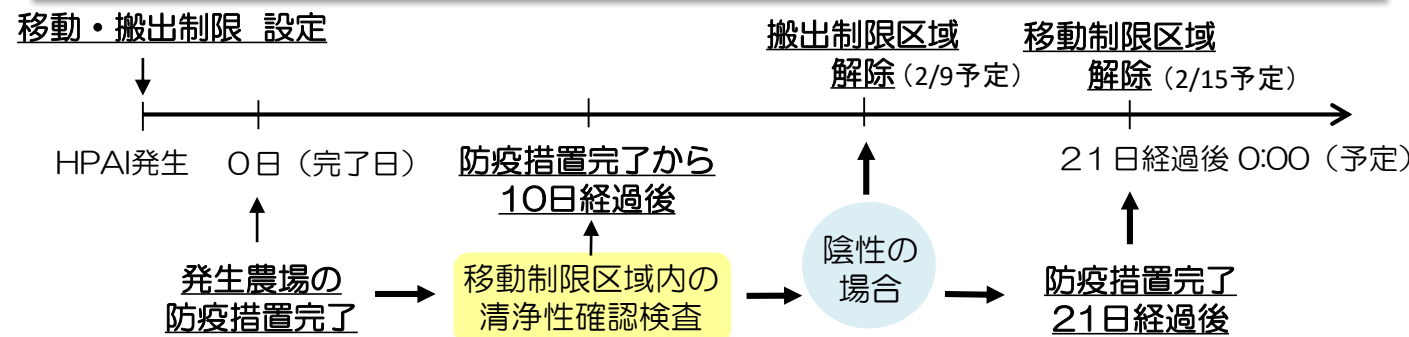 移動・搬出制限 設定
搬出制限区域
解除（2/9予定）
移動制限区域
解除（2/15予定）
HPAI発生
０日（完了日）
防疫措置完了から
10日経過後
２１日経過後 0:00（予定）
発生農場の
防疫措置完了
移動制限区域内の
清浄性確認検査
陰性の
場合
防疫措置完了
21日経過後